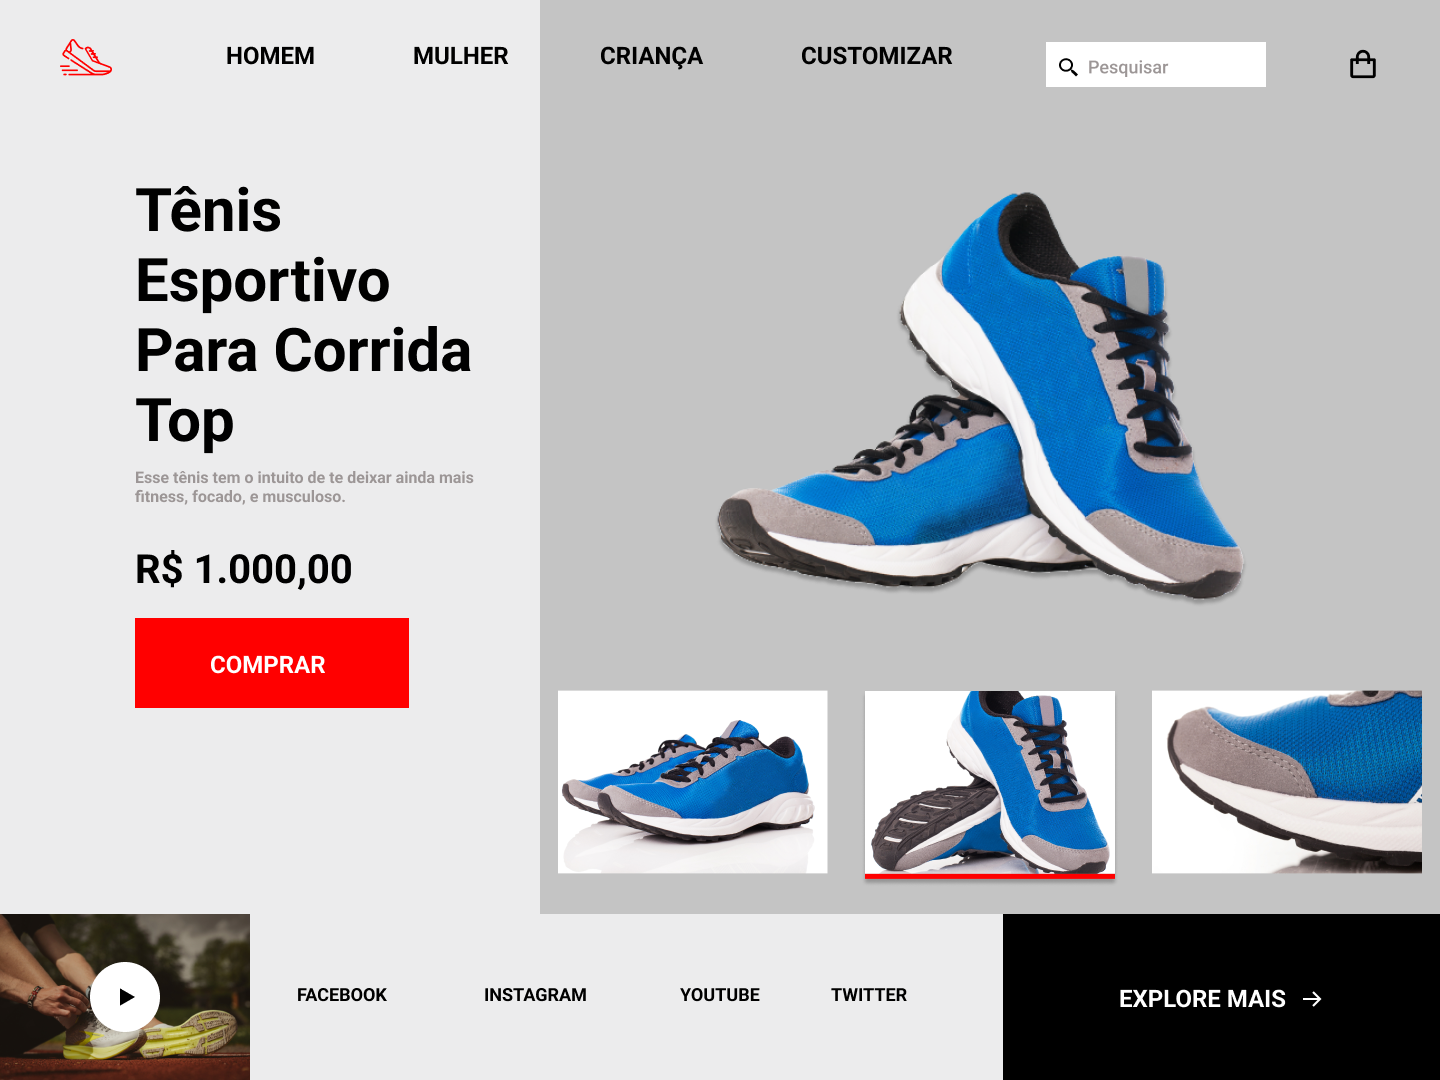 HOMEM
MULHER
CRIANÇA
CUSTOMIZAR
Pesquisar
Tênis
Esportivo
Para Corrida
Top
Esse tênis tem o intuito de te deixar ainda mais
fitness, focado, e musculoso.
R$ 1.000,00
COMPRAR
FACEBOOK
INSTAGRAM
YOUTUBE
TWITTER
EXPLORE MAIS